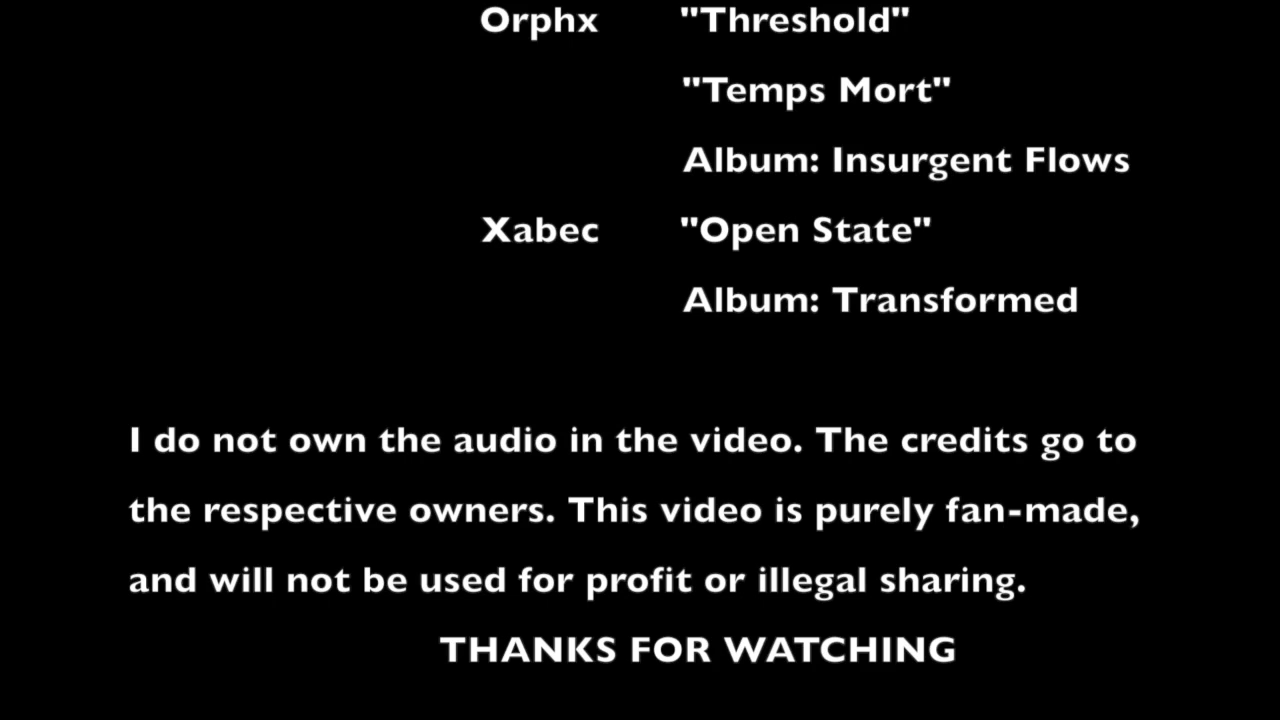 Orphx "Threshold"
"Temps Mort"
Album: Insurgent Flows
Xabec "Open State"
Album: Transformed
I do not own the audio in the video. The credits go to
the respective owners. This video is purely fan-made,
and will not be used for profit or illegal sharing.
THANKS FOR WATCHING